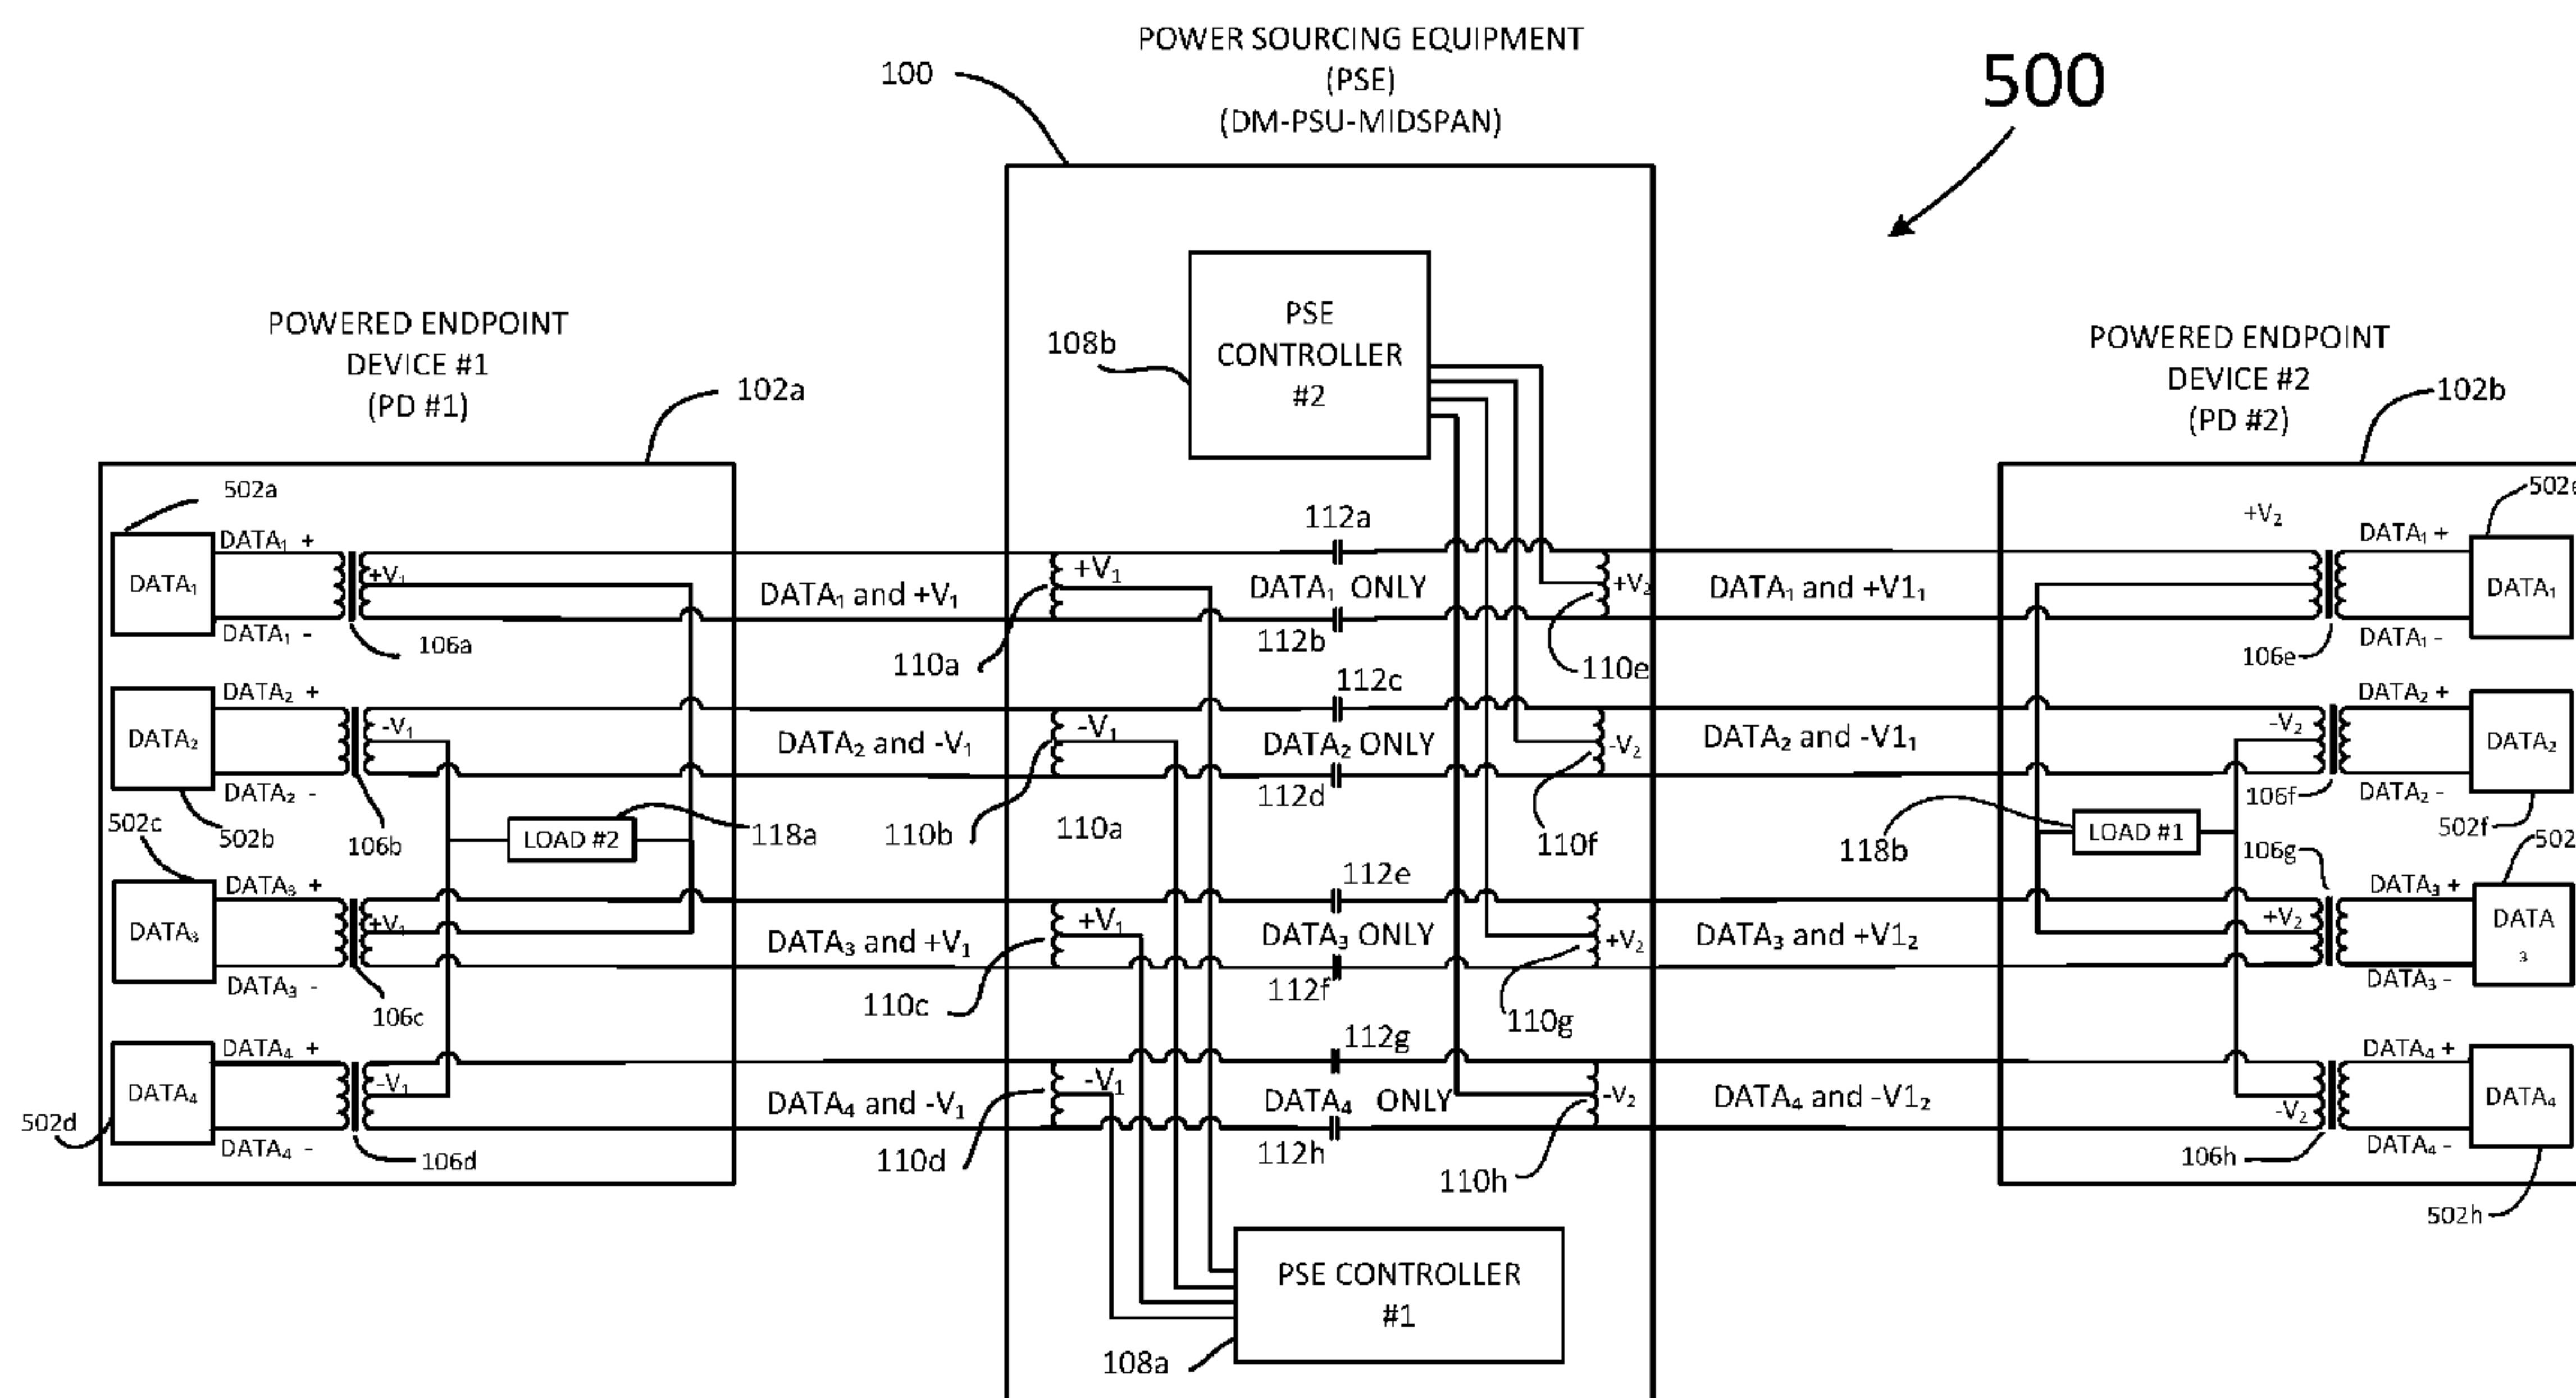 POWER SOURCING EQUIPMENT
(PSE)
(DM-PSU-MIDSPAN)
100
500
PSE
CONTROLLER
#2
108b
POWERED ENDPOINT
DEVICE #1
(PD #1)
102a
POWERED ENDPOINT
DEVICE #2
(PD #2)
102b
502a
DATA₁ +
DATA₁
DATA₁ -
+V₁
106a
DATA₁ and +V₁
110a
+V₁
112a
DATA₁ ONLY
112b
+V₂
110e
DATA₁ and +V1₁
+V₂
106e
DATA₁ +
DATA₁ -
DATA₁
DATA₂ +
DATA₂
DATA₂ -
502b
-V₁
106b
DATA₂ and -V₁
110b
-V₁
110a
112c
DATA₂ ONLY
112d
-V₂
110f
DATA₂ and -V1₁
-V₂
106f
DATA₂ +
DATA₂ -
DATA₂
502f
LOAD #2
118a
118b
LOAD #1
502c
DATA₃ +
DATA₃
DATA₃ -
+V₁
106c
DATA₃ and +V₁
110c
+V₁
112e
DATA₃ ONLY
112f
+V₂
110g
DATA₃ and +V1₂
106g
+V₂
DATA₃ +
DATA₃ -
DATA
3
DATA₄ +
DATA₄
DATA₄ -
502d
-V₁
106d
DATA₄ and -V₁
110d
-V₁
112g
DATA₄ ONLY
112h
-V₂
110h
DATA₄ and -V1₂
-V₂
106h
DATA₄ +
DATA₄ -
DATA₄
502h
PSE CONTROLLER
#1
108a